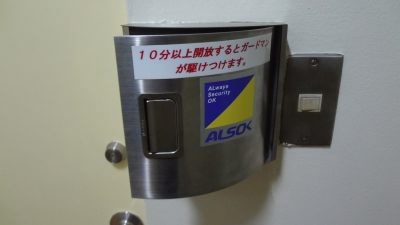 １０分以上開放するとガードマン
が駆けつけます。
ALways
Security
OK
ALSOK